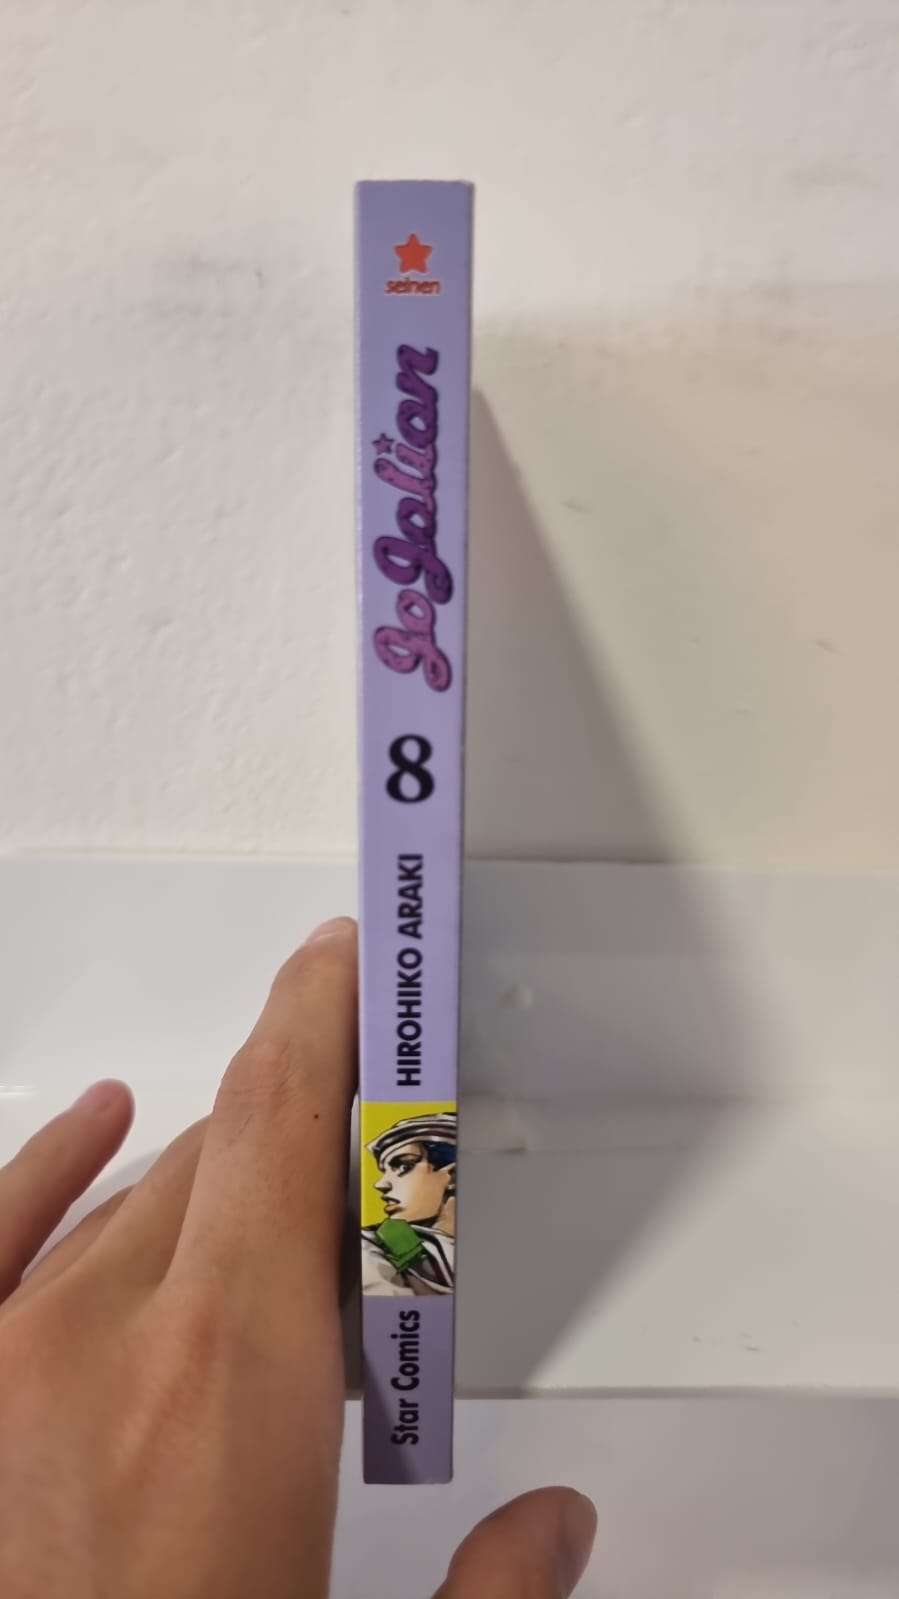 seinen
JoJolion
8
HIROHIKO ARAKI
Star Comics